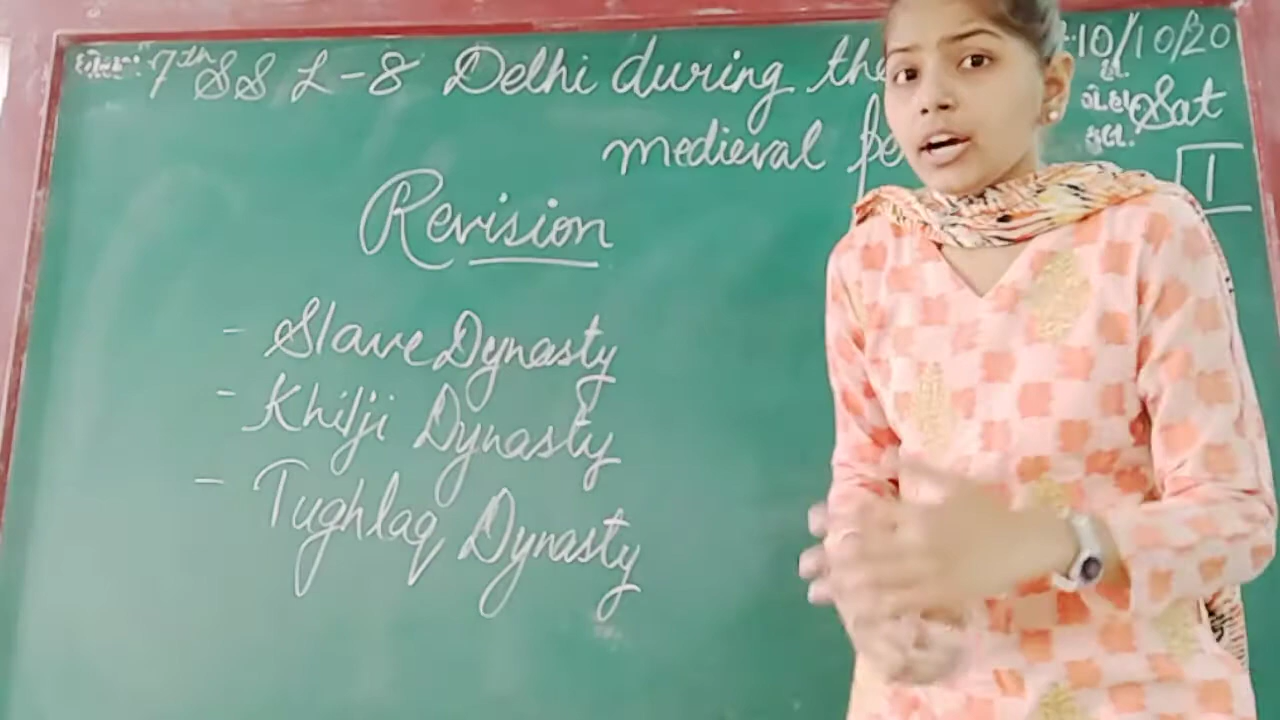 7th SS L-8 Delhi during the 10/10/20
medieval pe Sat
1
Revision
- Slave Dynasty
- Khilji Dynasty
- Tughlaq Dynasty